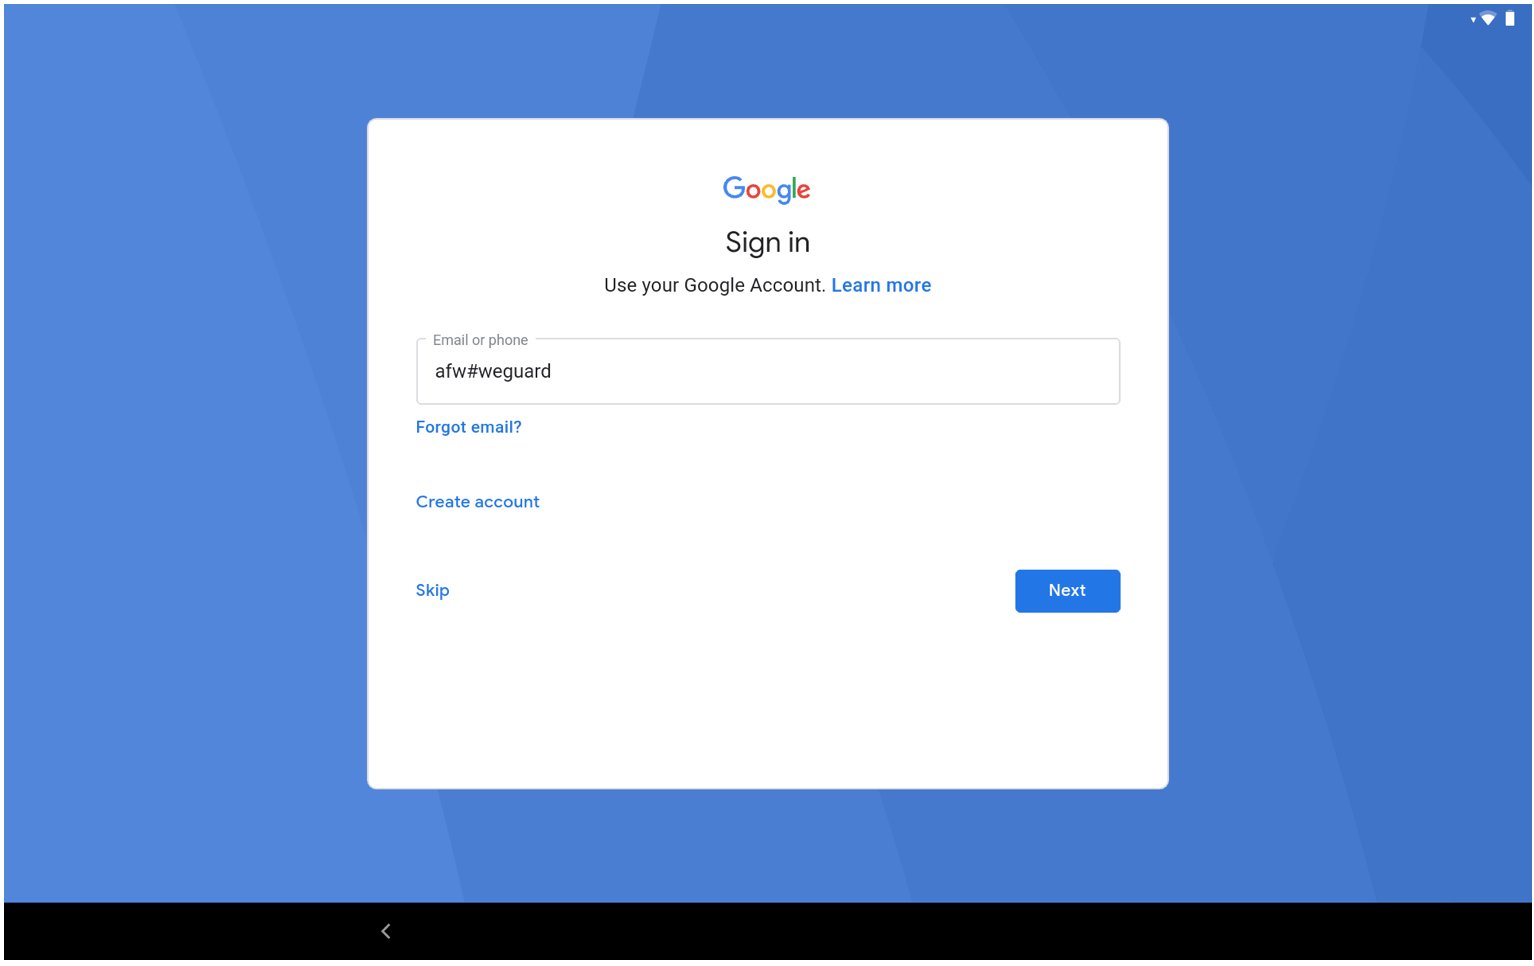 Google
Sign in
Use your Google Account. Learn more
Email or phone
afw#weguard
Forgot email?
Create account
Skip
Next